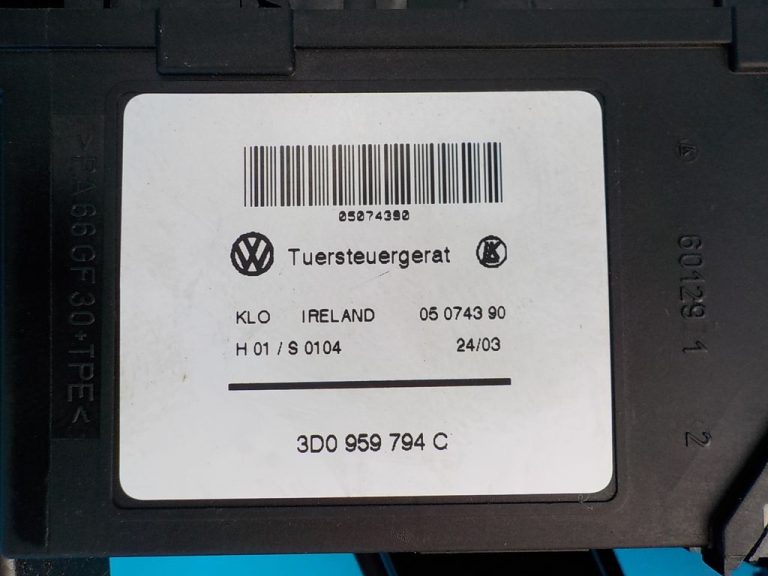 05074390
Tuersteuergerat
KLO IRELAND 05 0743 90
H 01 / S 0104 24/03
3D0 959 794 C
>PA66GF30+TPE<
60129 1
2